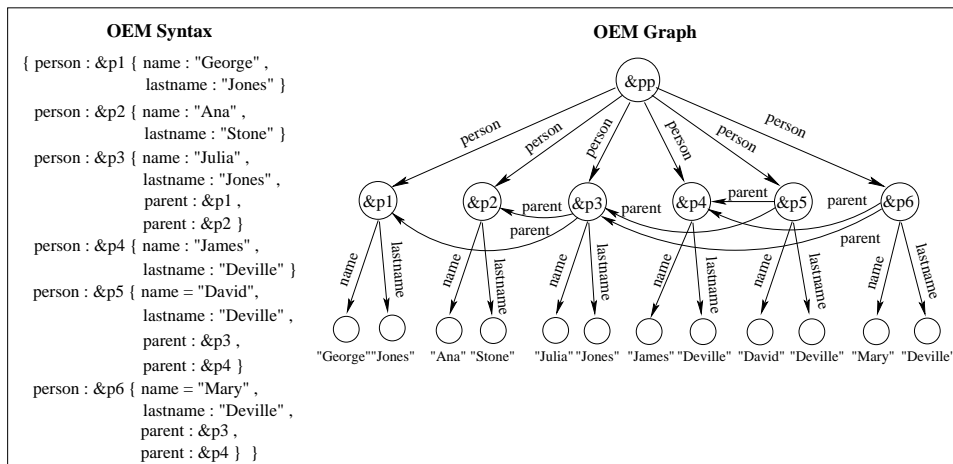 OEM Syntax
{ person : &p1 { name : "George" ,
lastname : "Jones" }
person : &p2 { name : "Ana" ,
lastname : "Stone" }
person : &p3 { name : "Julia" ,
lastname : "Jones" ,
parent : &p1 ,
parent : &p2 }
person : &p4 { name : "James" ,
lastname : "Deville" }
person : &p5 { name = "David",
lastname : "Deville" ,
parent : &p3 ,
parent : &p4 }
person : &p6 { name = "Mary" ,
lastname : "Deville" ,
parent : &p3 ,
parent : &p4 } }
OEM Graph
&pp
person person person person person person
&p1 &p2 &p3 &p4 &p5 &p6
parent parent parent parent parent parent
name lastname name lastname name lastname name lastname name lastname name lastname
"George" "Jones" "Ana" "Stone" "Julia" "Jones" "James" "Deville" "David" "Deville" "Mary" "Deville"